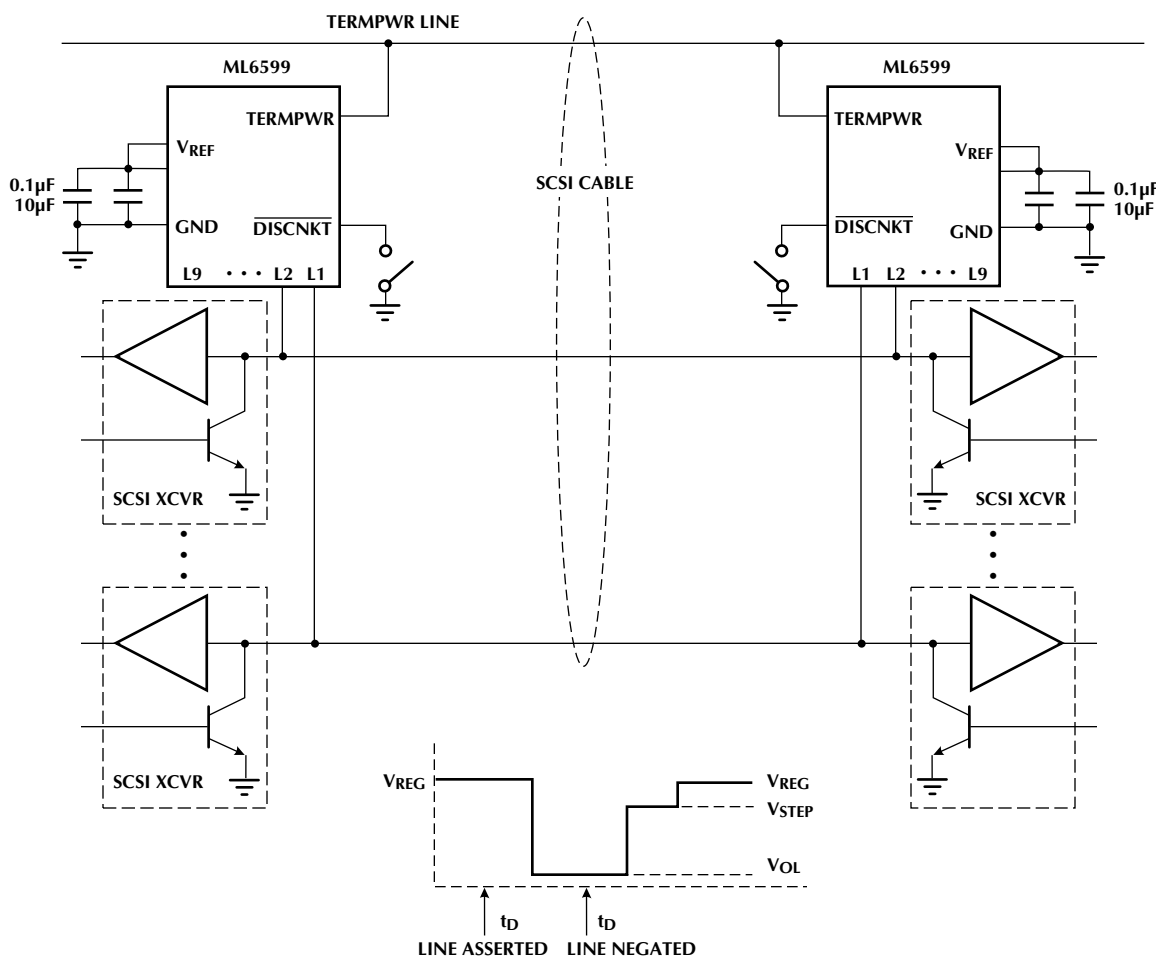 TERMPWR LINE
ML6599
ML6599
TERMPWR
TERMPWR
VREF
VREF
SCSI CABLE
0.1µF
10µF
0.1µF
10µF
GND
DISCNKT
DISCNKT
GND
L9 • • • L2 L1
L1 L2 • • • L9
SCSI XCVR
SCSI XCVR
SCSI XCVR
VREG
VREG
VSTEP
VOL
tD
tD
LINE ASSERTED
LINE NEGATED